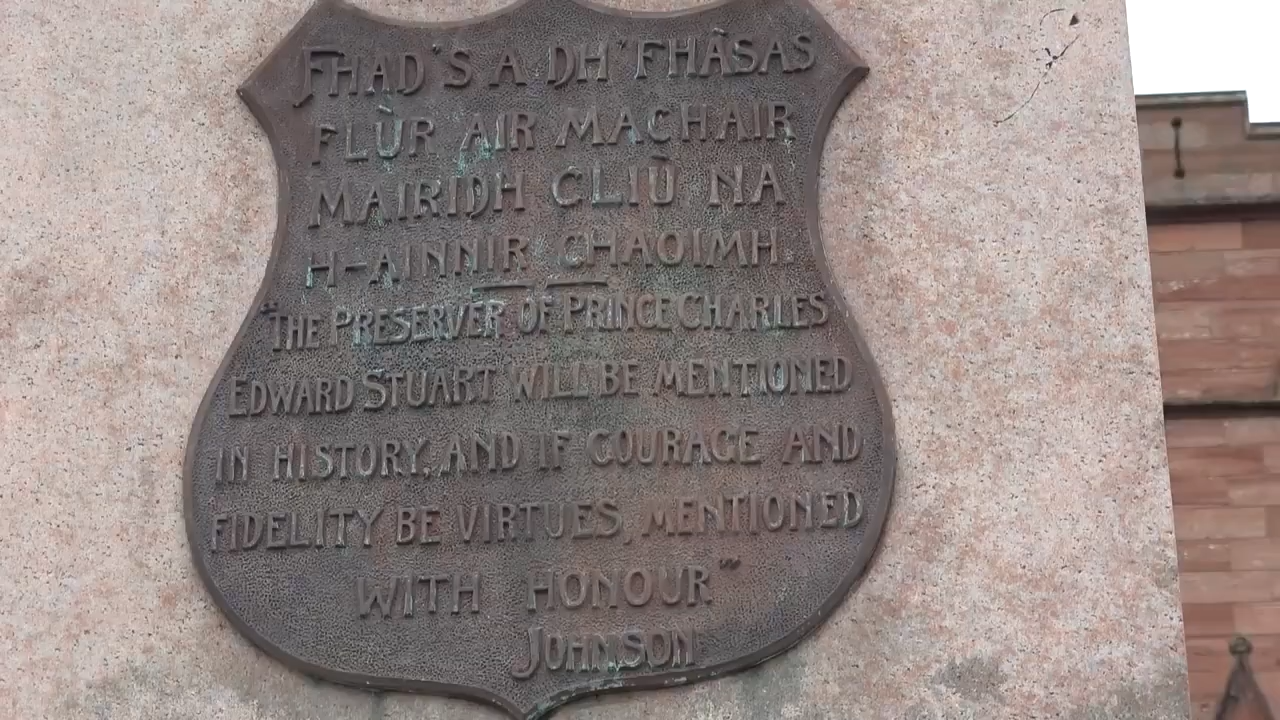 FHAD 'S A DH'FHÀSAS
FLÙR AIR MACHAIR
MAIRIDH CLIÙ NA
H-AINNIR CHAOIMH.
"THE PRESERVER OF PRINCE CHARLES
EDWARD STUART WILL BE MENTIONED
IN HISTORY, AND IF COURAGE AND
FIDELITY BE VIRTUES, MENTIONED
WITH HONOUR"
JOHNSON